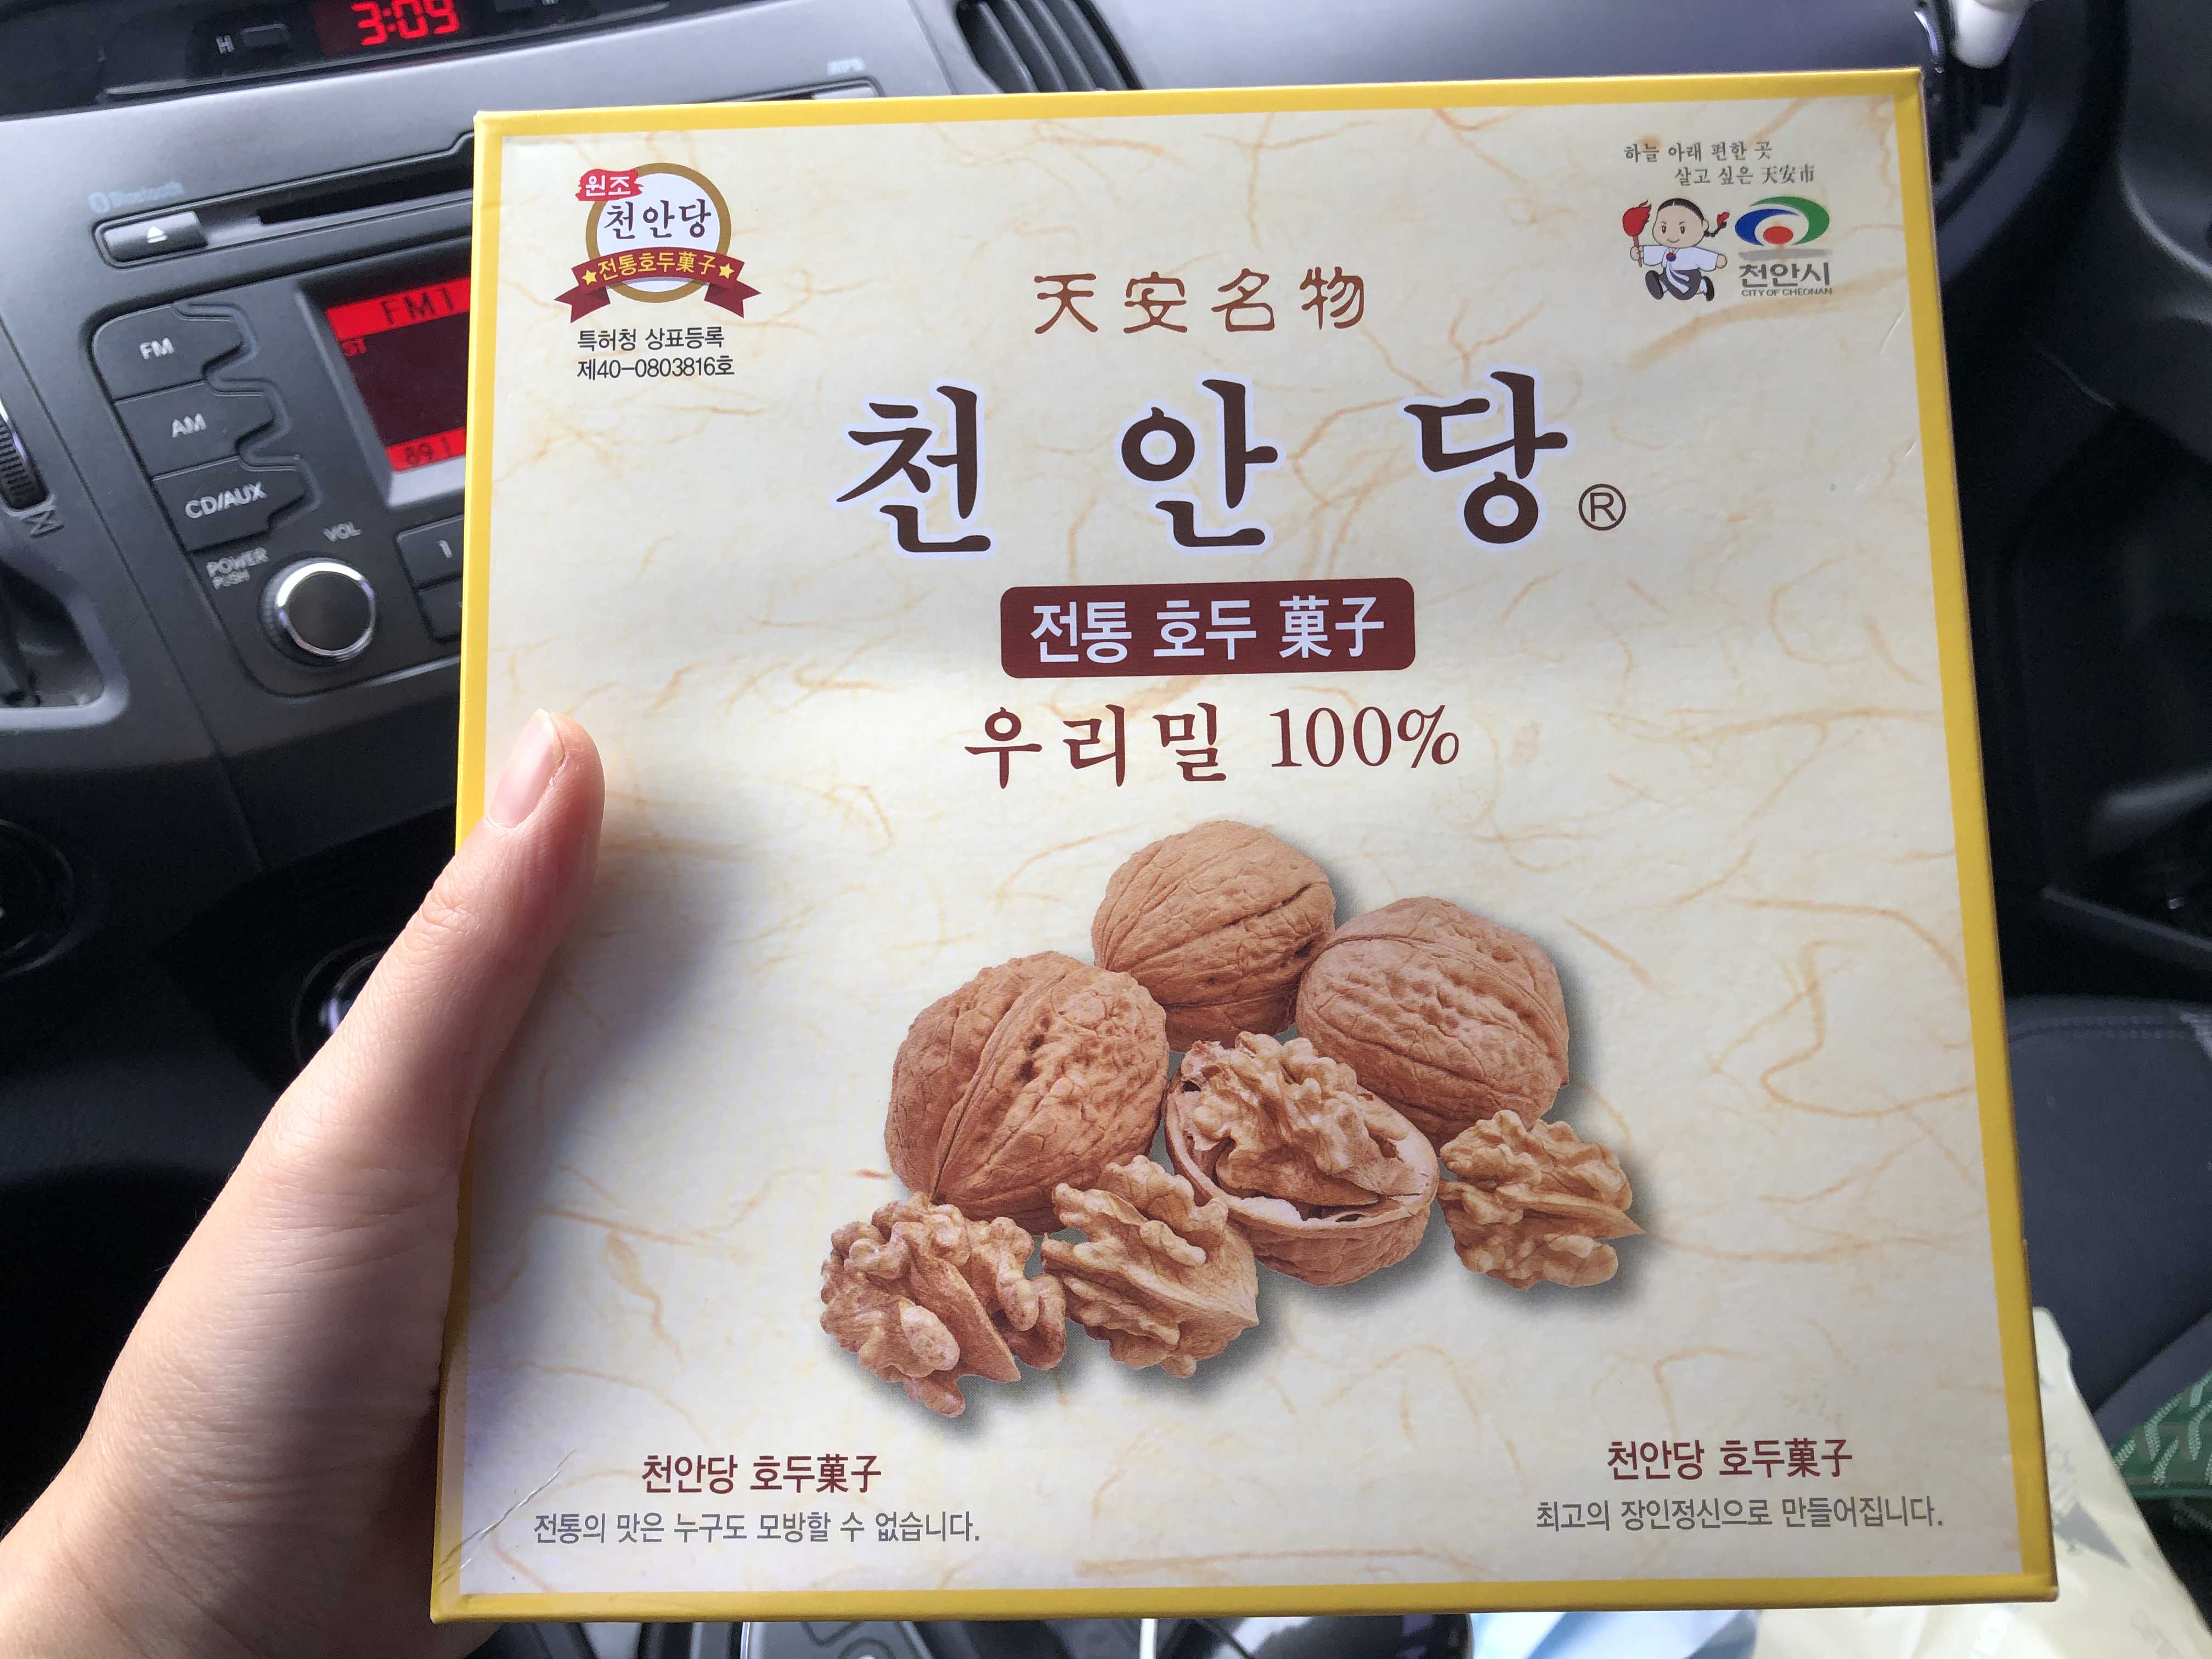 3:09
H
MP3
Bluetooth
FM1
ST
FM
AM
89 1
CD/AUX
VOL
POWER
PUSH
1
원조
천안당
전통호두菓子
특허청 상표등록
제40-0803816호
하늘 아래 편한 곳
살고 싶은 天安市
천안시
CITY OF CHEONAN
天安名物
천안당®
전통 호두 菓子
우리밀 100%
천안당 호두菓子
전통의 맛은 누구도 모방할 수 없습니다.
천안당 호두菓子
최고의 장인정신으로 만들어집니다.